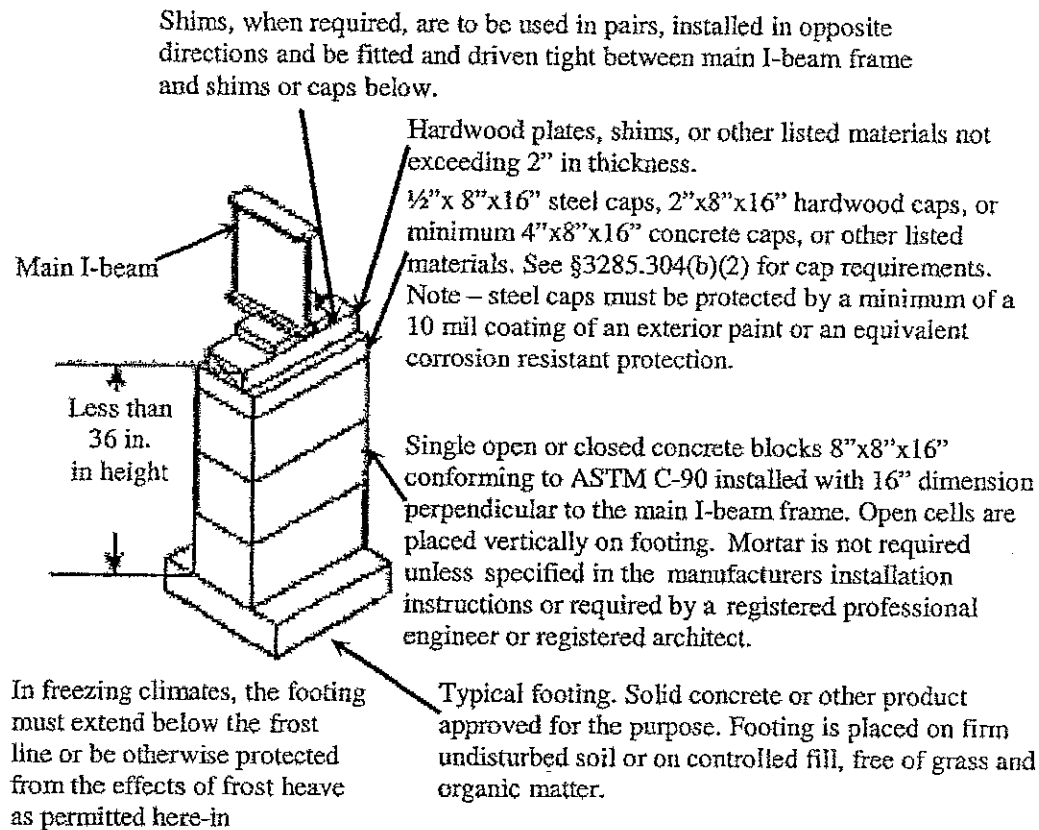 Shims, when required, are to be used in pairs, installed in opposite
directions and be fitted and driven tight between main I-beam frame
and shims or caps below.
Hardwood plates, shims, or other listed materials not
exceeding 2” in thickness.
½”x 8”x16” steel caps, 2”x8”x16” hardwood caps, or
minimum 4”x8”x16” concrete caps, or other listed
materials. See §3285.304(b)(2) for cap requirements.
Note – steel caps must be protected by a minimum of a
10 mil coating of an exterior paint or an equivalent
corrosion resistant protection.
Main I-beam
Less than
36 in.
in height
Single open or closed concrete blocks 8”x8”x16”
conforming to ASTM C-90 installed with 16” dimension
perpendicular to the main I-beam frame. Open cells are
placed vertically on footing. Mortar is not required
unless specified in the manufacturers installation
instructions or required by a registered professional
engineer or registered architect.
In freezing climates, the footing
must extend below the frost
line or be otherwise protected
from the effects of frost heave
as permitted here-in
Typical footing. Solid concrete or other product
approved for the purpose. Footing is placed on firm
undisturbed soil or on controlled fill, free of grass and
organic matter.